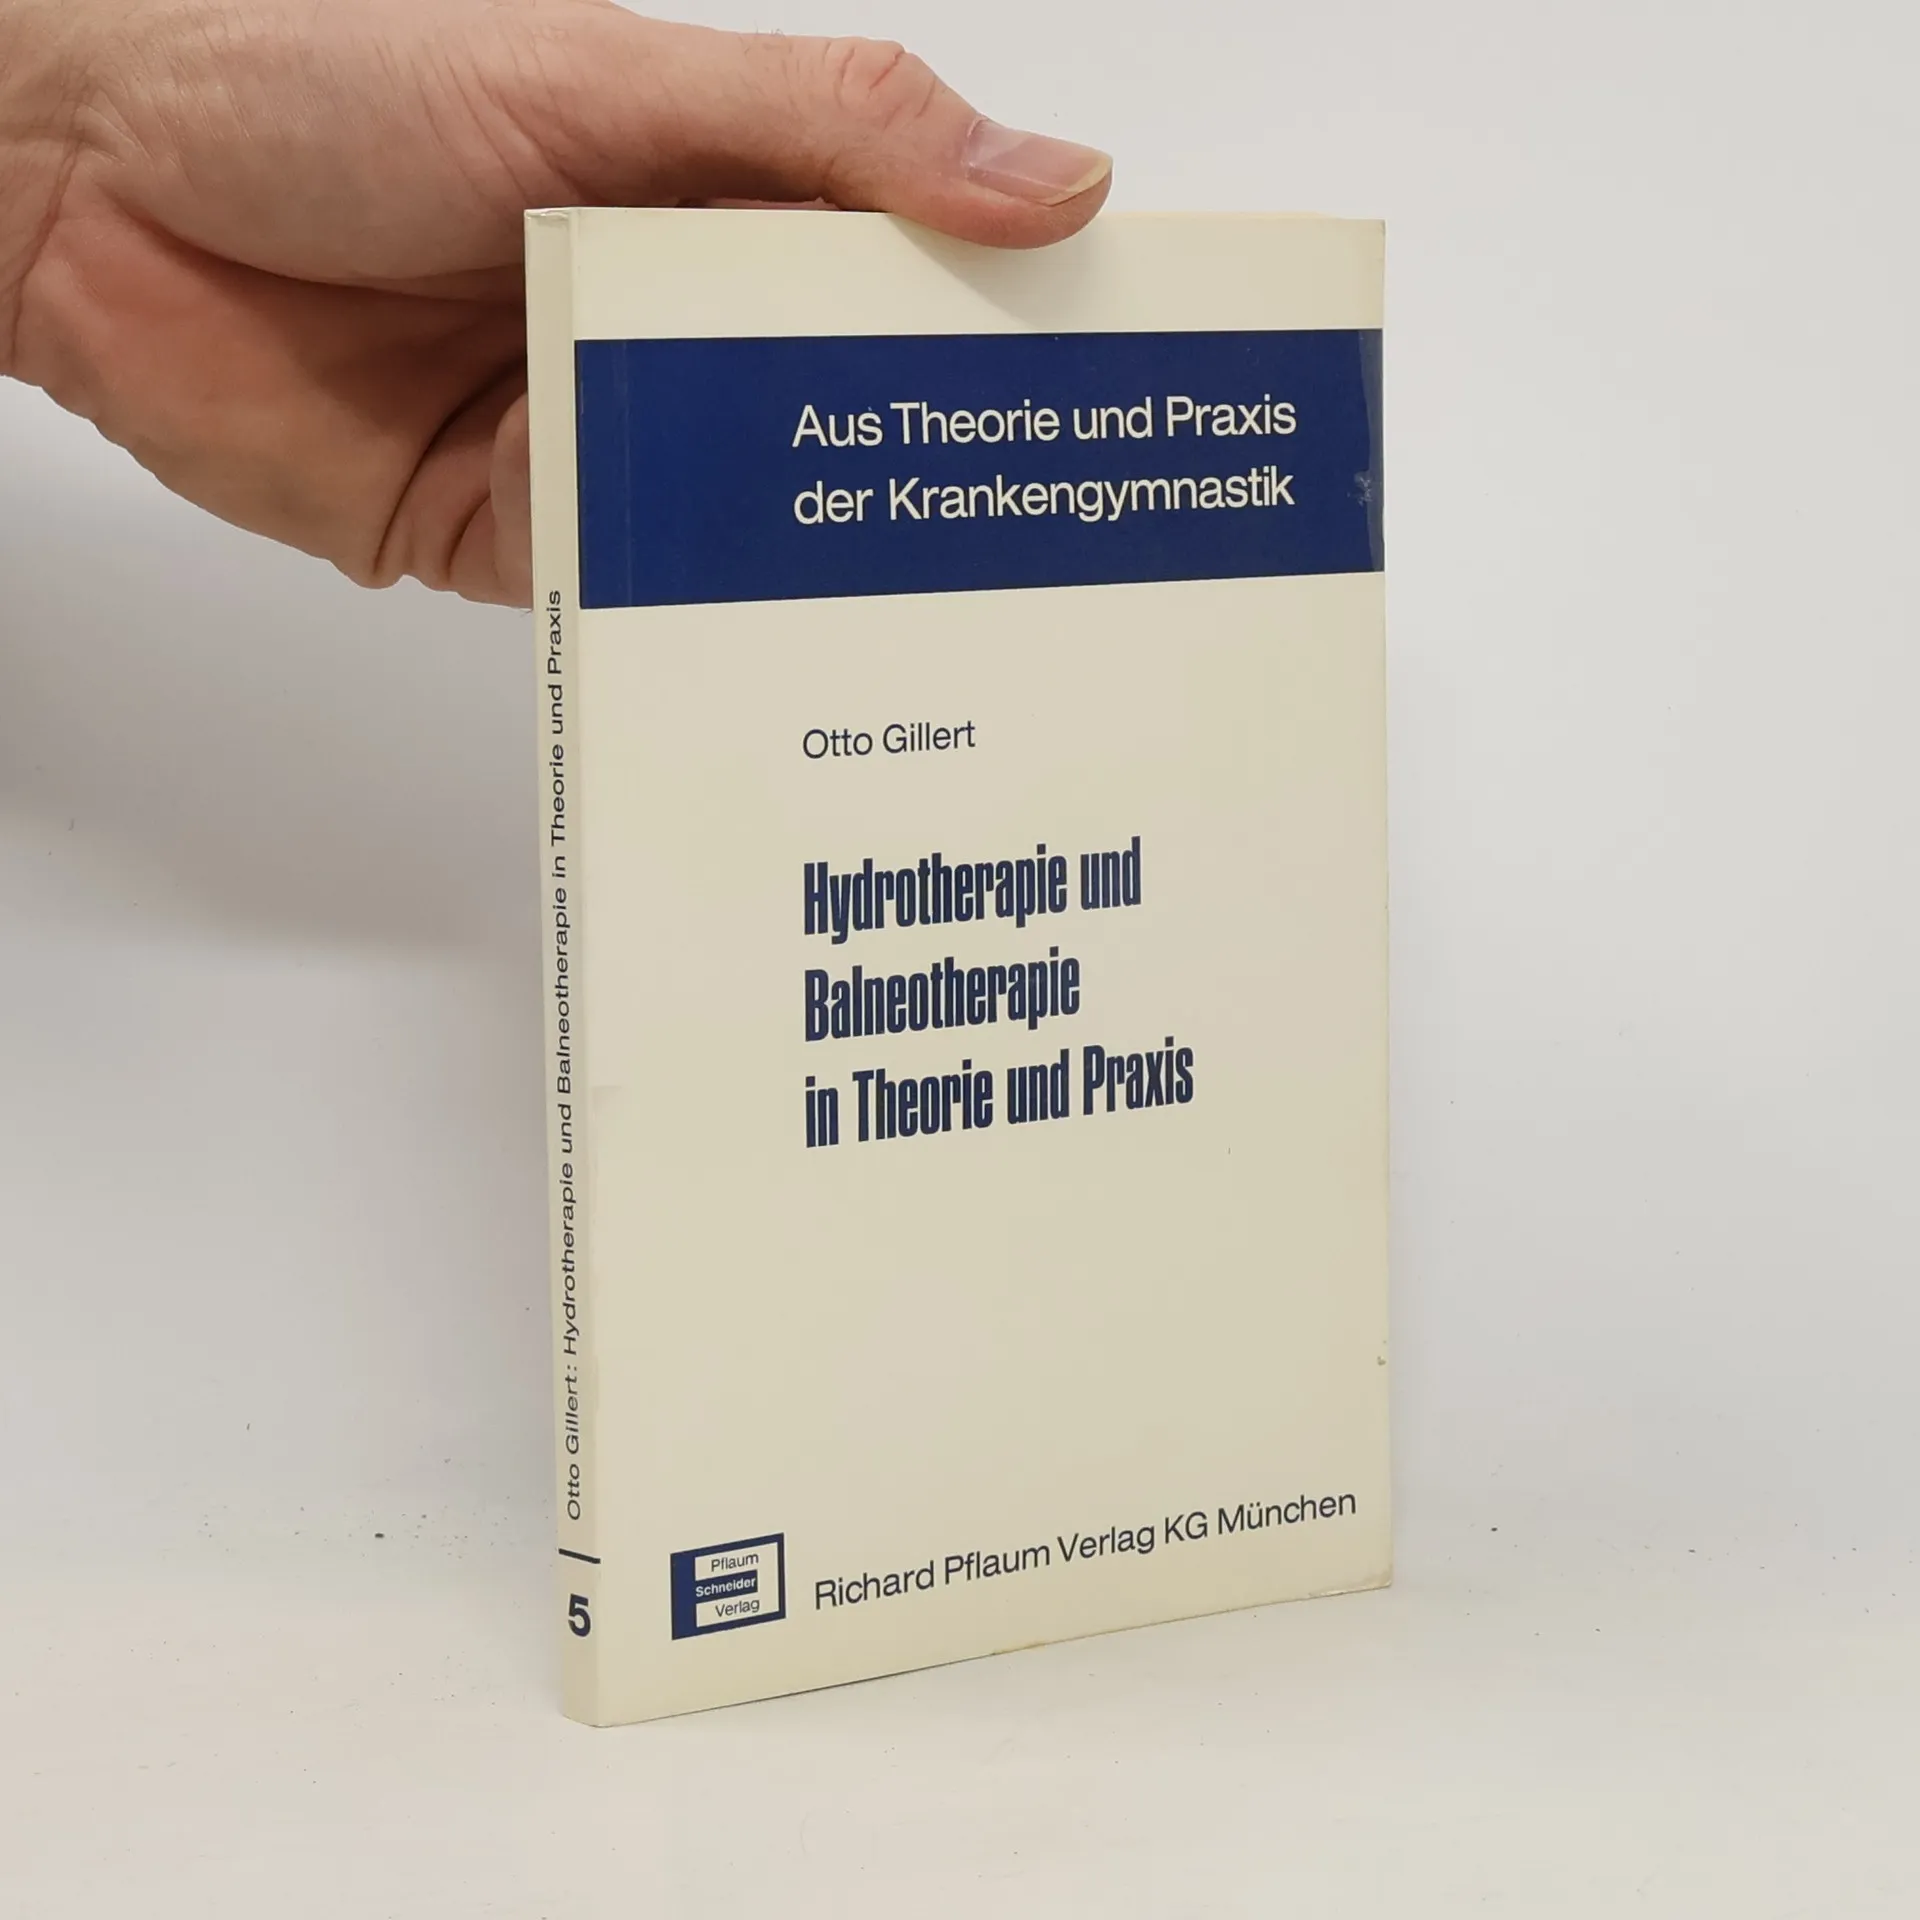 Aus Theorie und Praxis
der Krankengymnastik
Otto Gillert
Hydrotherapie und
Balneotherapie
in Theorie und Praxis
Pflaum
Schneider
Verlag
Richard Pflaum Verlag KG München
Otto Gillert: Hydrotherapie und Balneotherapie in Theorie und Praxis
5